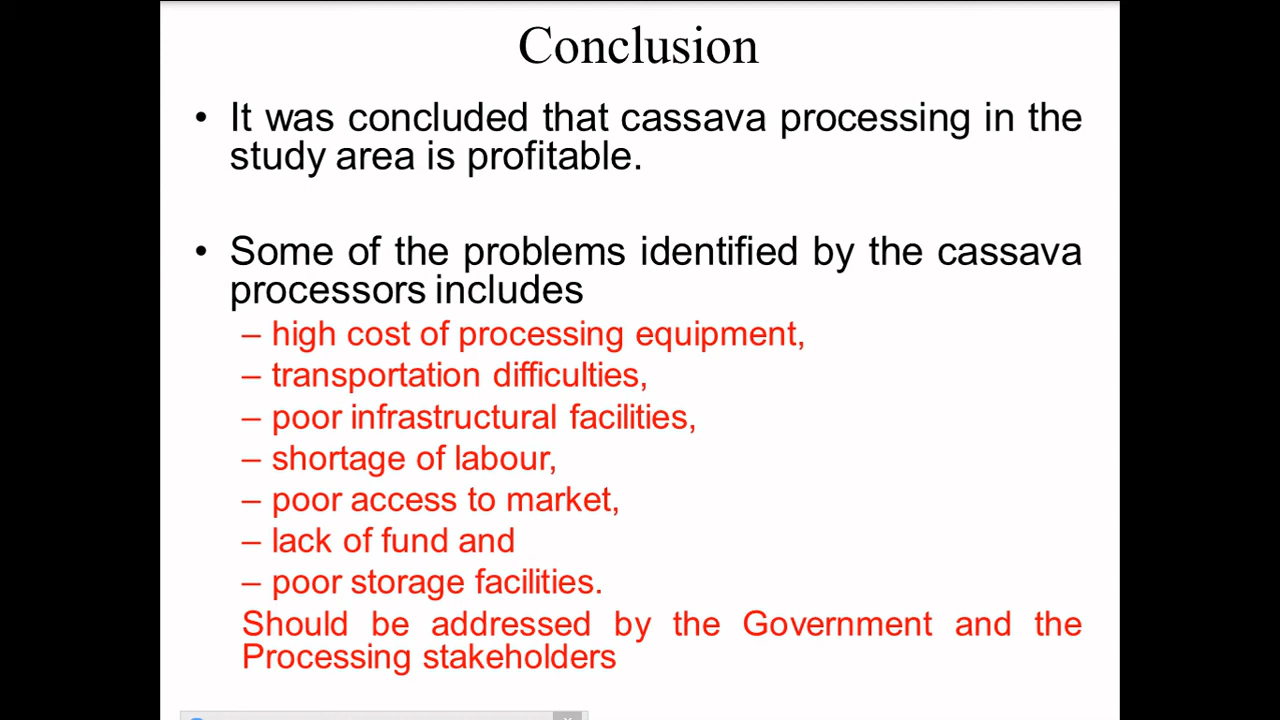 Conclusion
• It was concluded that cassava processing in the
study area is profitable.
• Some of the problems identified by the cassava
processors includes
– high cost of processing equipment,
– transportation difficulties,
– poor infrastructural facilities,
– shortage of labour,
– poor access to market,
– lack of fund and
– poor storage facilities.
Should be addressed by the Government and the
Processing stakeholders